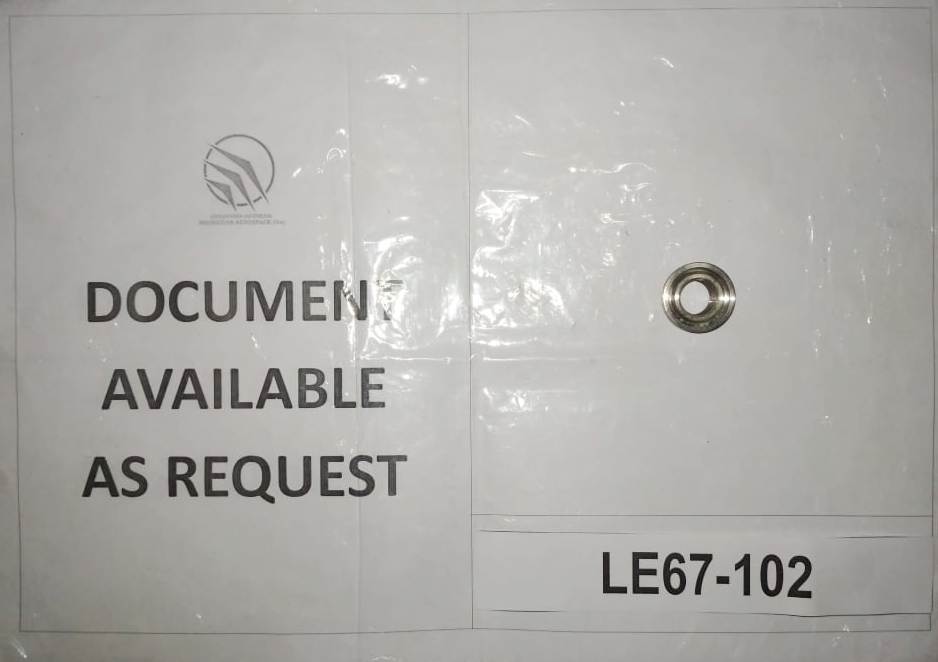 DOCUMENT
AVAILABLE
AS REQUEST
LE67-102